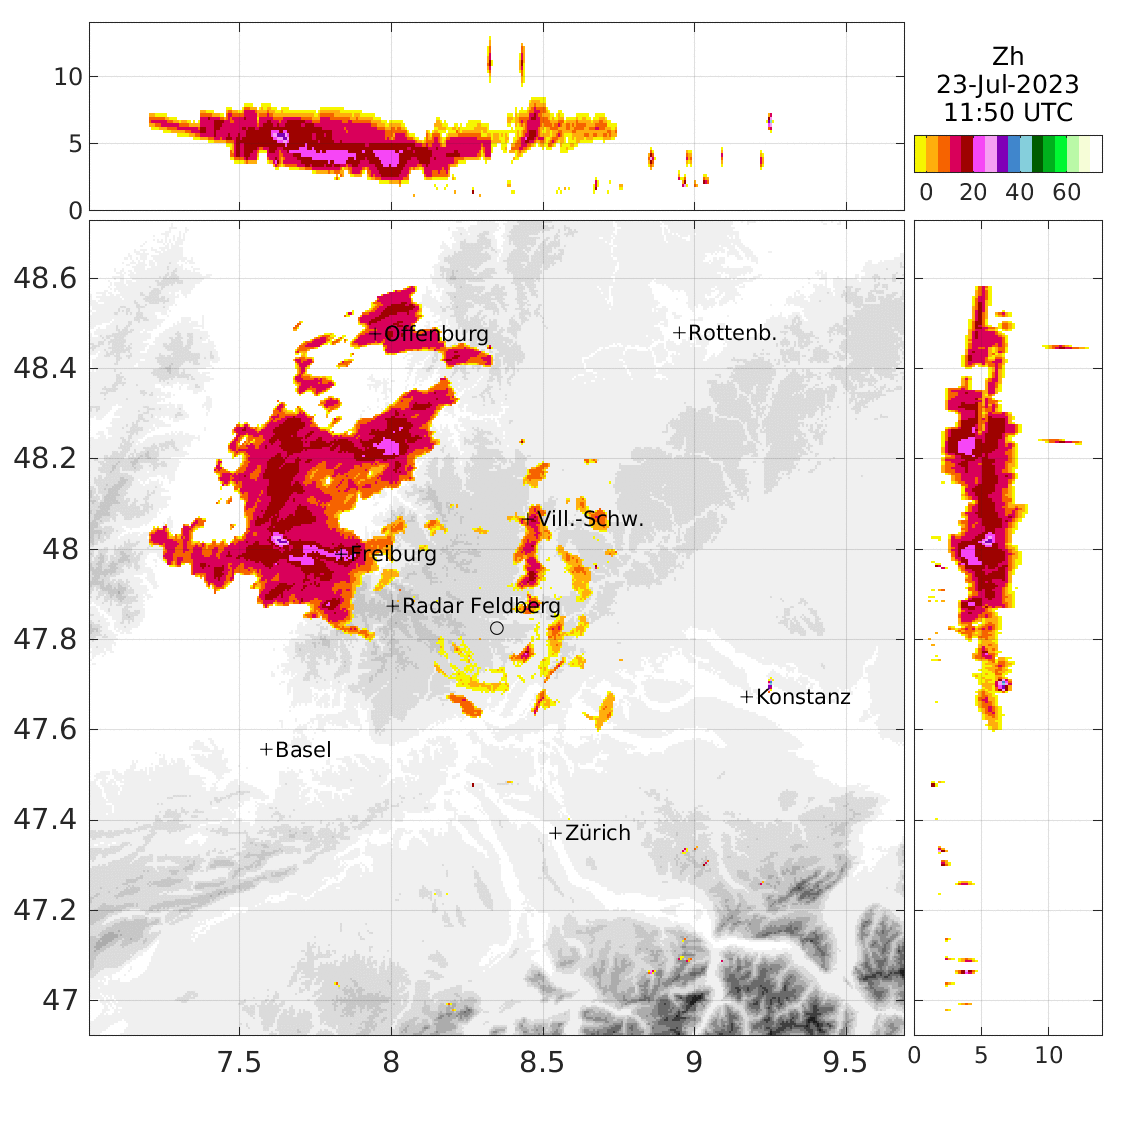 Zh
23-Jul-2023
11:50 UTC
0 20 40 60
10
5
0
48.6
48.4
48.2
48
47.8
47.6
47.4
47.2
47
Offenburg
Rottenb.
Vill.-Schw.
Freiburg
Radar Feldberg
Konstanz
Basel
Zürich
7.5 8 8.5 9 9.5
0 5 10